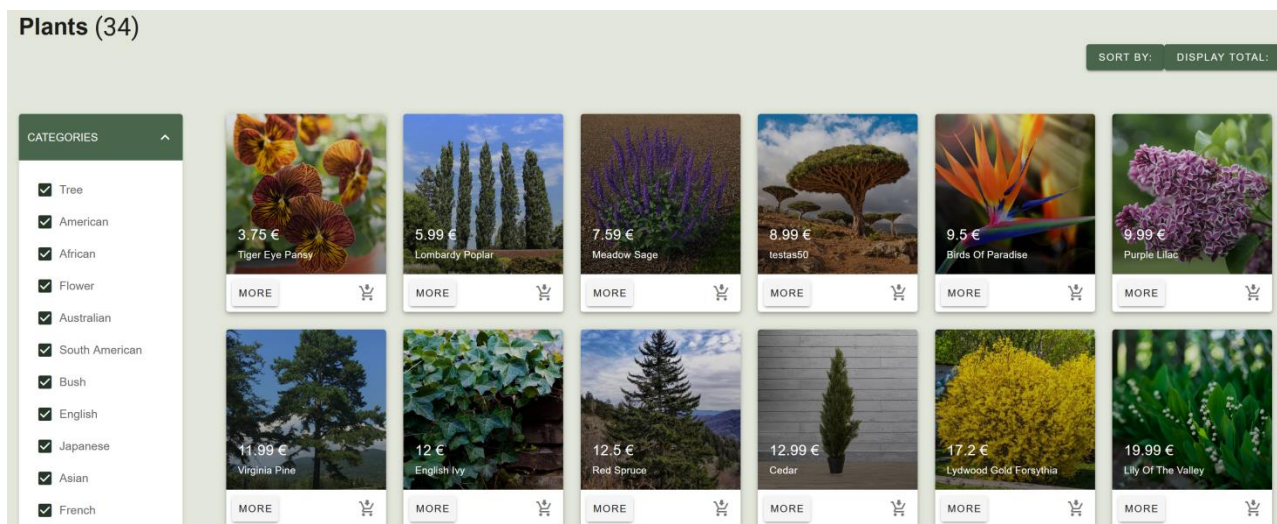 Plants (34)
SORT BY: DISPLAY TOTAL:
CATEGORIES
Tree
American
African
Flower
Australian
South American
Bush
English
Japanese
Asian
French
3.75 €
Tiger Eye Pansy
MORE
5.99 €
Lombardy Poplar
MORE
7.59 €
Meadow Sage
MORE
8.99 €
testas50
MORE
9.5 €
Birds Of Paradise
MORE
9.99 €
Purple Lilac
MORE
11.99 €
Virginia Pine
MORE
12 €
English Ivy
MORE
12.5 €
Red Spruce
MORE
12.99 €
Cedar
MORE
17.2 €
Lydwood Gold Forsythia
MORE
19.99 €
Lily Of The Valley
MORE